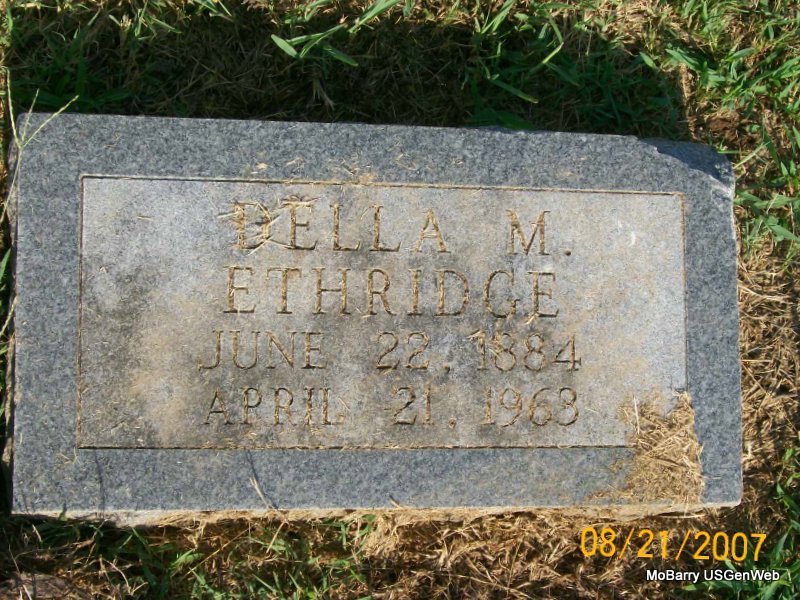 DELLA M.
ETHRIDGE
JUNE 22, 1884
APRIL 21, 1963
08/21/2007
MoBarry USGenWeb